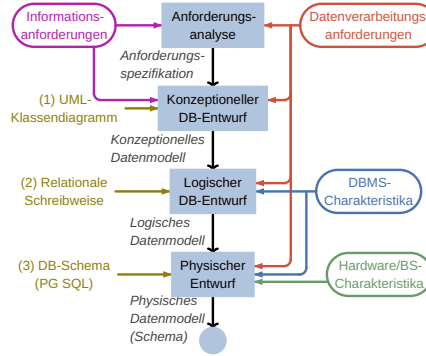 Informations-
anforderungen
Anforderungs-
analyse
Datenverarbeitungs
anforderungen
Anforderungs-
spezifikation
(1) UML-
Klassendiagramm
Konzeptioneller
DB-Entwurf
Konzeptionelles
Datenmodell
(2) Relationale
Schreibweise
Logischer
DB-Entwurf
DBMS-
Charakteristika
Logisches
Datenmodell
(3) DB-Schema
(PG SQL)
Physischer
Entwurf
Hardware/BS-
Charakteristika
Physisches
Datenmodell
(Schema)